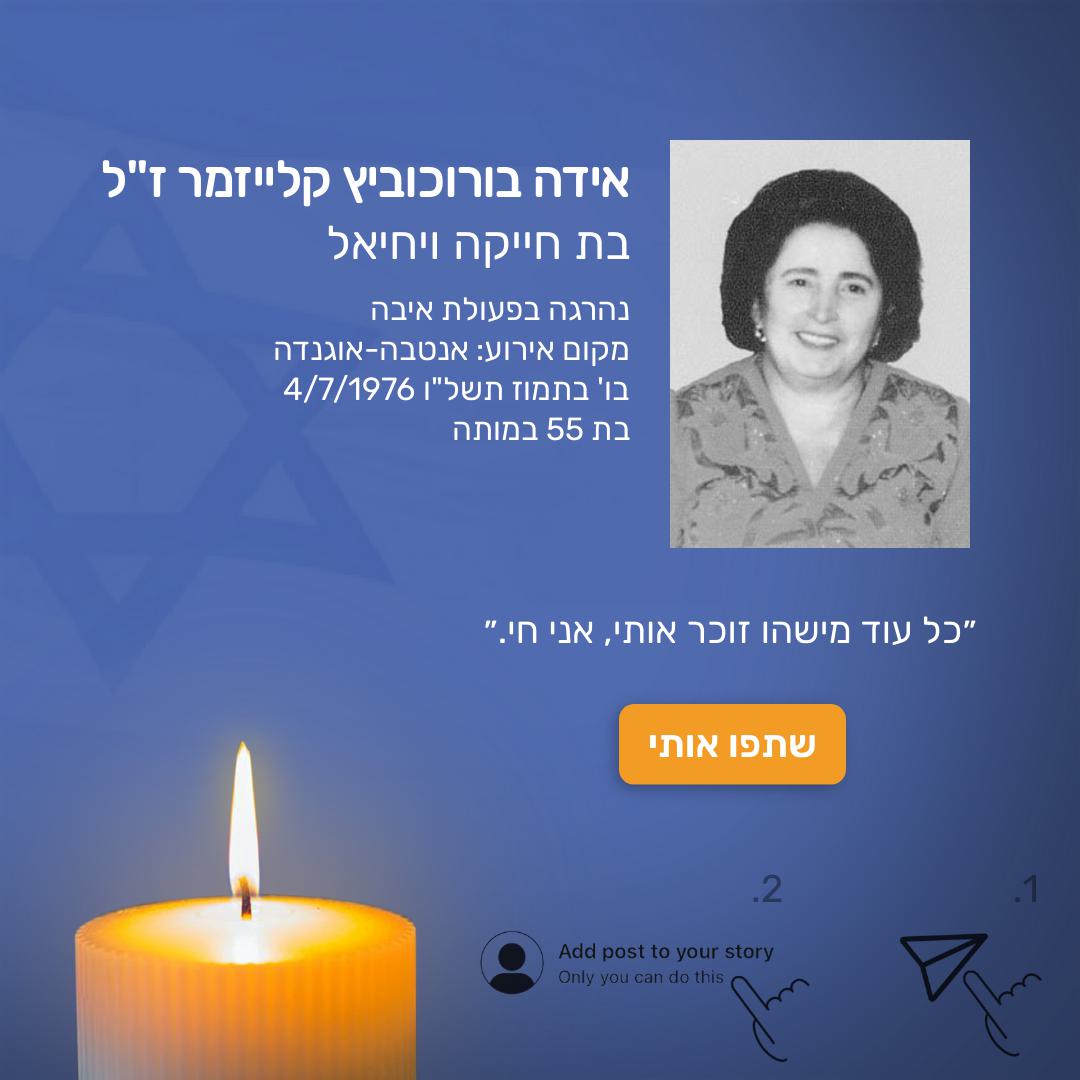 אידה בורוכוביץ קלייזמר ז"ל
בת חייקה ויחיאל
נהרגה בפעולת איבה
מקום אירוע: אנטבה-אוגנדה
בו' בתמוז תשל"ו 4/7/1976
בת 55 במותה
״כל עוד מישהו זוכר אותי, אני חי.״
שתפו אותי
1.
2.
Add post to your story
Only you can do this